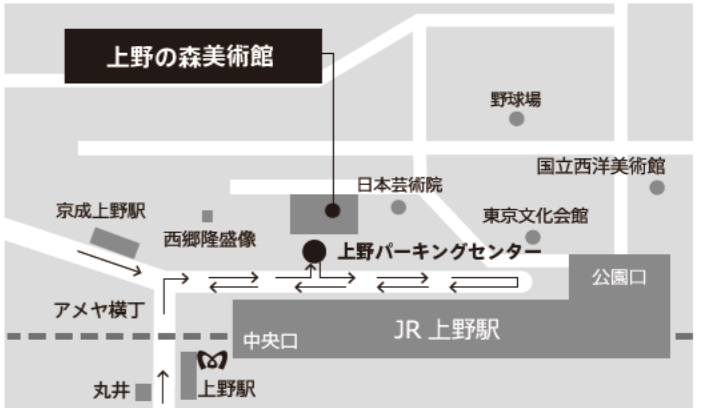 上野の森美術館
野球場
国立西洋美術館
日本芸術院
京成上野駅
東京文化会館
西郷隆盛像
上野パーキングセンター
公園口
アメヤ横丁
JR 上野駅
中央口
丸井
上野駅